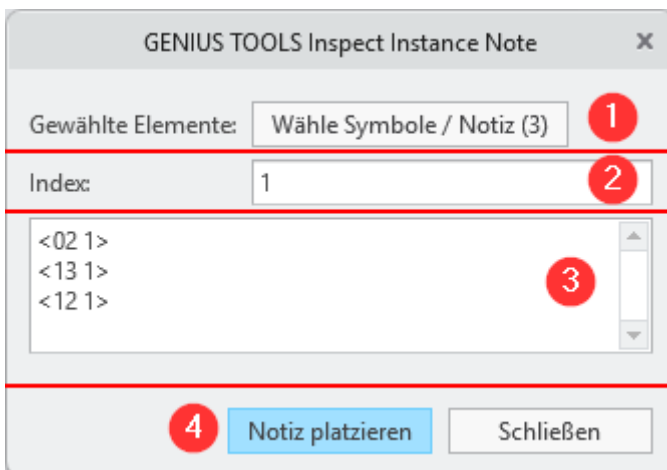 GENIUS TOOLS Inspect Instance Note x
Gewählte Elemente: Wähle Symbole / Notiz (3) 1
Index: 1 2
<02 1>
<13 1>
<12 1>
3
4 Notiz platzieren Schließen